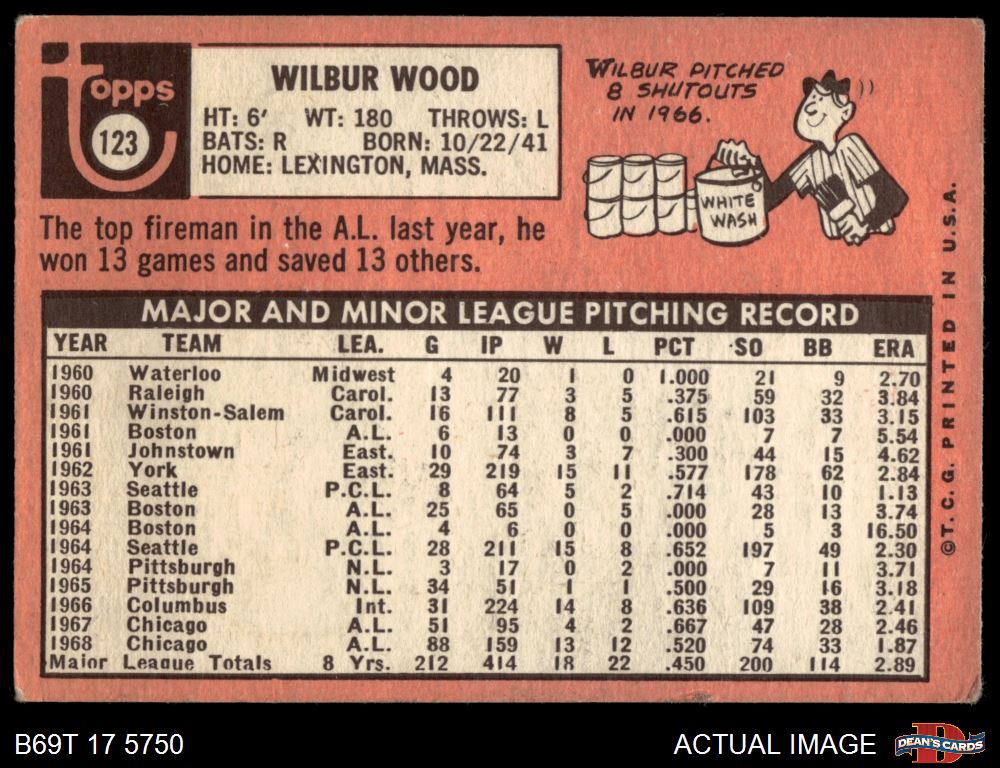 Topps
123
WILBUR WOOD
HT: 6' WT: 180 THROWS: L
BATS: R BORN: 10/22/41
HOME: LEXINGTON, MASS.
WILBUR PITCHED
8 SHUTOUTS
IN 1966.
WHITE
WASH
The top fireman in the A.L. last year, he
won 13 games and saved 13 others.
MAJOR AND MINOR LEAGUE PITCHING RECORD
YEAR TEAM LEA. G IP W L PCT SO BB ERA
1960 Waterloo Midwest 4 20 1 0 1.000 21 9 2.70
1960 Raleigh Carol. 13 77 3 5 .375 59 32 3.84
1961 Winston-Salem Carol. 16 111 8 5 .615 103 33 3.15
1961 Boston A.L. 6 13 0 0 .000 7 7 5.54
1961 Johnstown East. 10 74 3 7 .300 44 15 4.62
1962 York East. 29 219 15 11 .577 178 62 2.84
1963 Seattle P.C.L. 8 64 5 2 .714 43 10 1.13
1963 Boston A.L. 25 65 0 5 .000 28 13 3.74
1964 Boston A.L. 4 6 0 0 .000 5 3 16.50
1964 Seattle P.C.L. 28 211 15 8 .652 197 49 2.30
1964 Pittsburgh N.L. 3 17 0 2 .000 7 11 3.71
1965 Pittsburgh N.L. 34 51 1 1 .500 29 16 3.18
1966 Columbus Int. 31 224 14 8 .636 109 38 2.41
1967 Chicago A.L. 51 95 4 2 .667 47 28 2.46
1968 Chicago A.L. 88 159 13 12 .520 74 33 1.87
Major League Totals 8 Yrs. 212 414 18 22 .450 200 114 2.89
©T.C.G. PRINTED IN U.S.A.
B69T 17 5750
ACTUAL IMAGE
D
DEAN'S CARDS